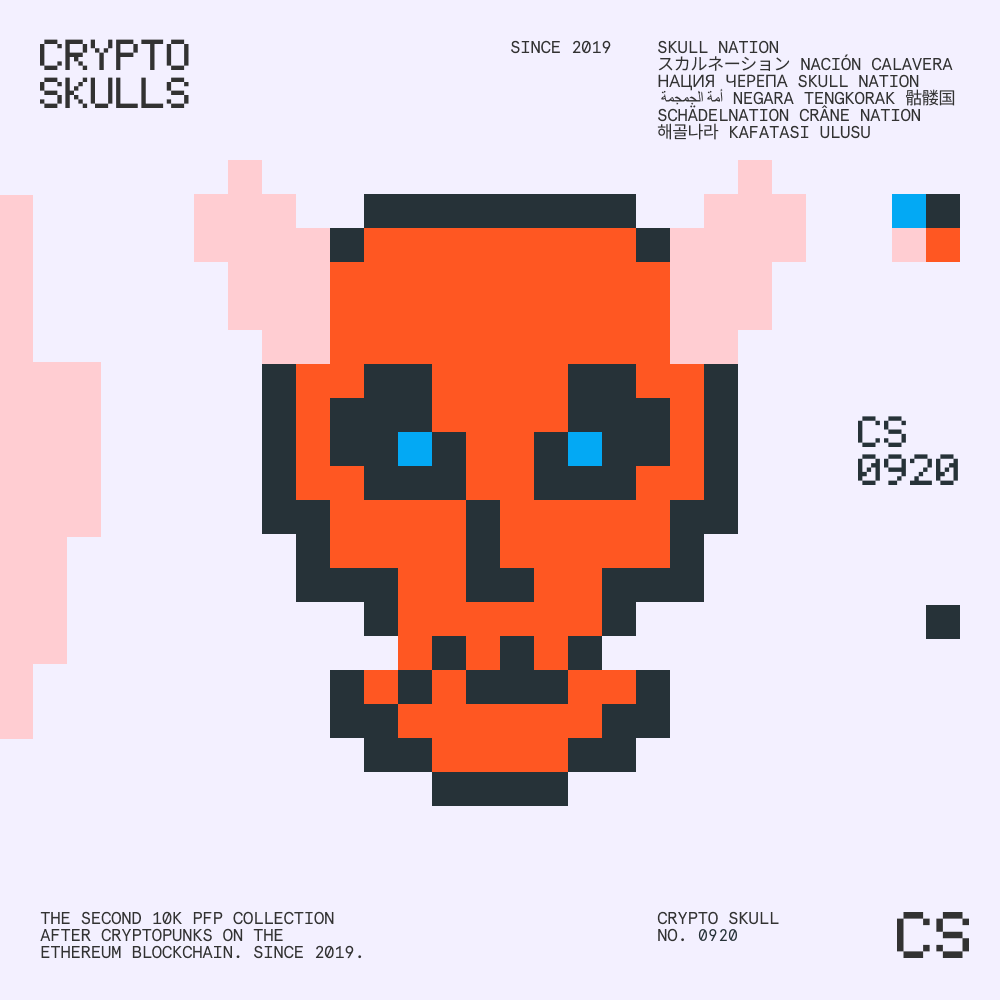 CRYPTO
SKULLS
SINCE 2019
SKULL NATION
スカルネーション NACIÓN CALAVERA
НАЦИЯ ЧЕРЕПА SKULL NATION
أمة الجمجمة NEGARA TENGKORAK 骷髅国
SCHÄDELNATION CRÂNE NATION
해골나라 KAFATASI ULUSU
CS
0920
THE SECOND 10K PFP COLLECTION
AFTER CRYPTOPUNKS ON THE
ETHEREUM BLOCKCHAIN. SINCE 2019.
CRYPTO SKULL
NO. 0920
CS